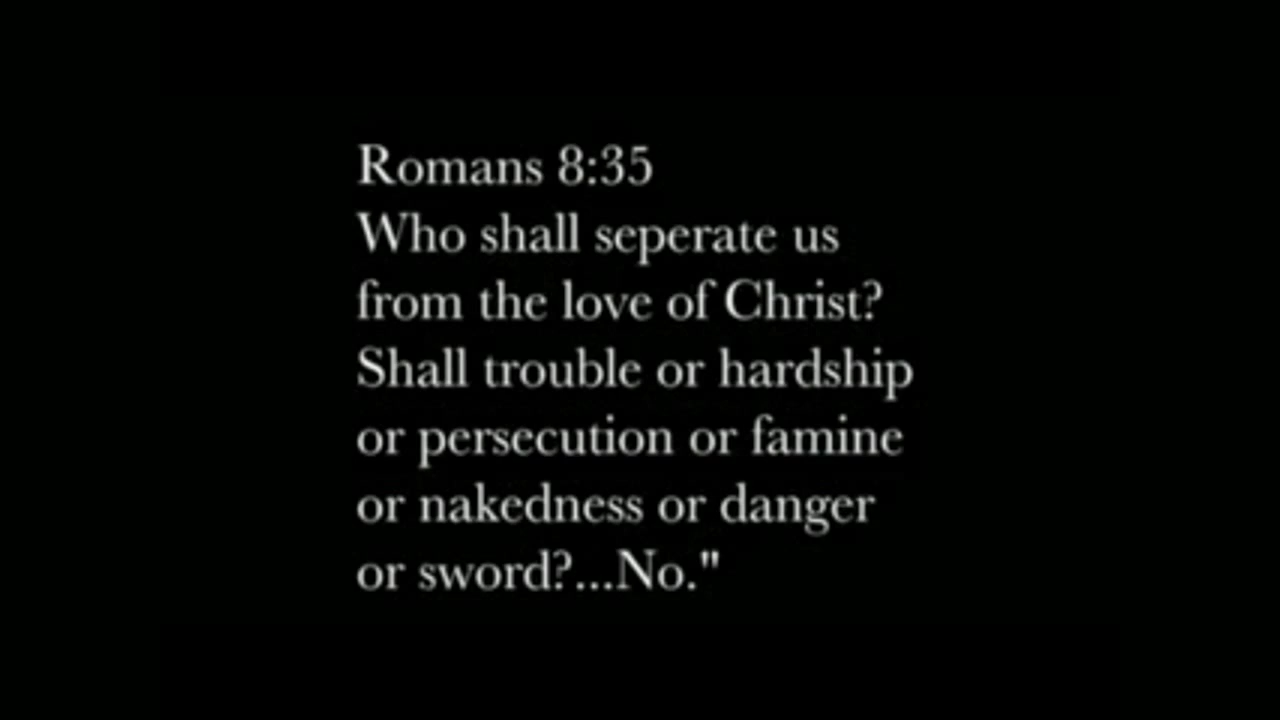 Romans 8:35
Who shall seperate us
from the love of Christ?
Shall trouble or hardship
or persecution or famine
or nakedness or danger
or sword?...No."